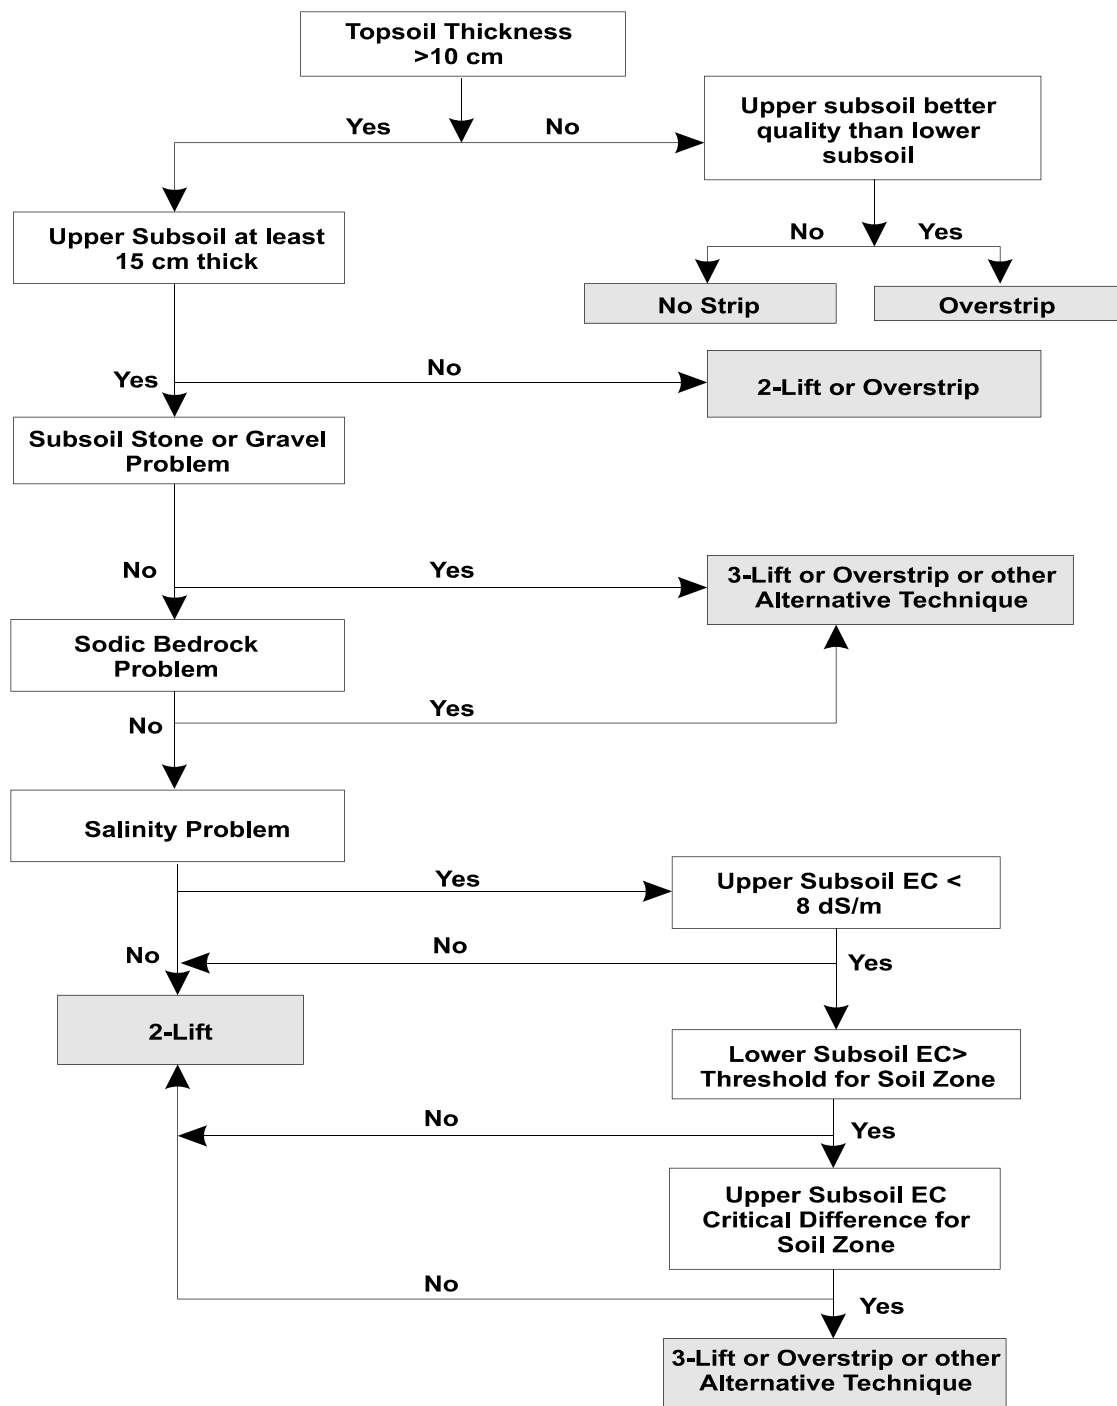 Topsoil Thickness
>10 cm
Yes
No
Upper subsoil better
quality than lower
subsoil
Upper Subsoil at least
15 cm thick
No
Yes
No Strip
Overstrip
Yes
No
2-Lift or Overstrip
Subsoil Stone or Gravel
Problem
No
Yes
3-Lift or Overstrip or other
Alternative Technique
Sodic Bedrock
Problem
No
Yes
Salinity Problem
Yes
Upper Subsoil EC <
8 dS/m
No
No
Yes
2-Lift
Lower Subsoil EC>
Threshold for Soil Zone
No
Yes
Upper Subsoil EC
Critical Difference for
Soil Zone
No
Yes
3-Lift or Overstrip or other
Alternative Technique